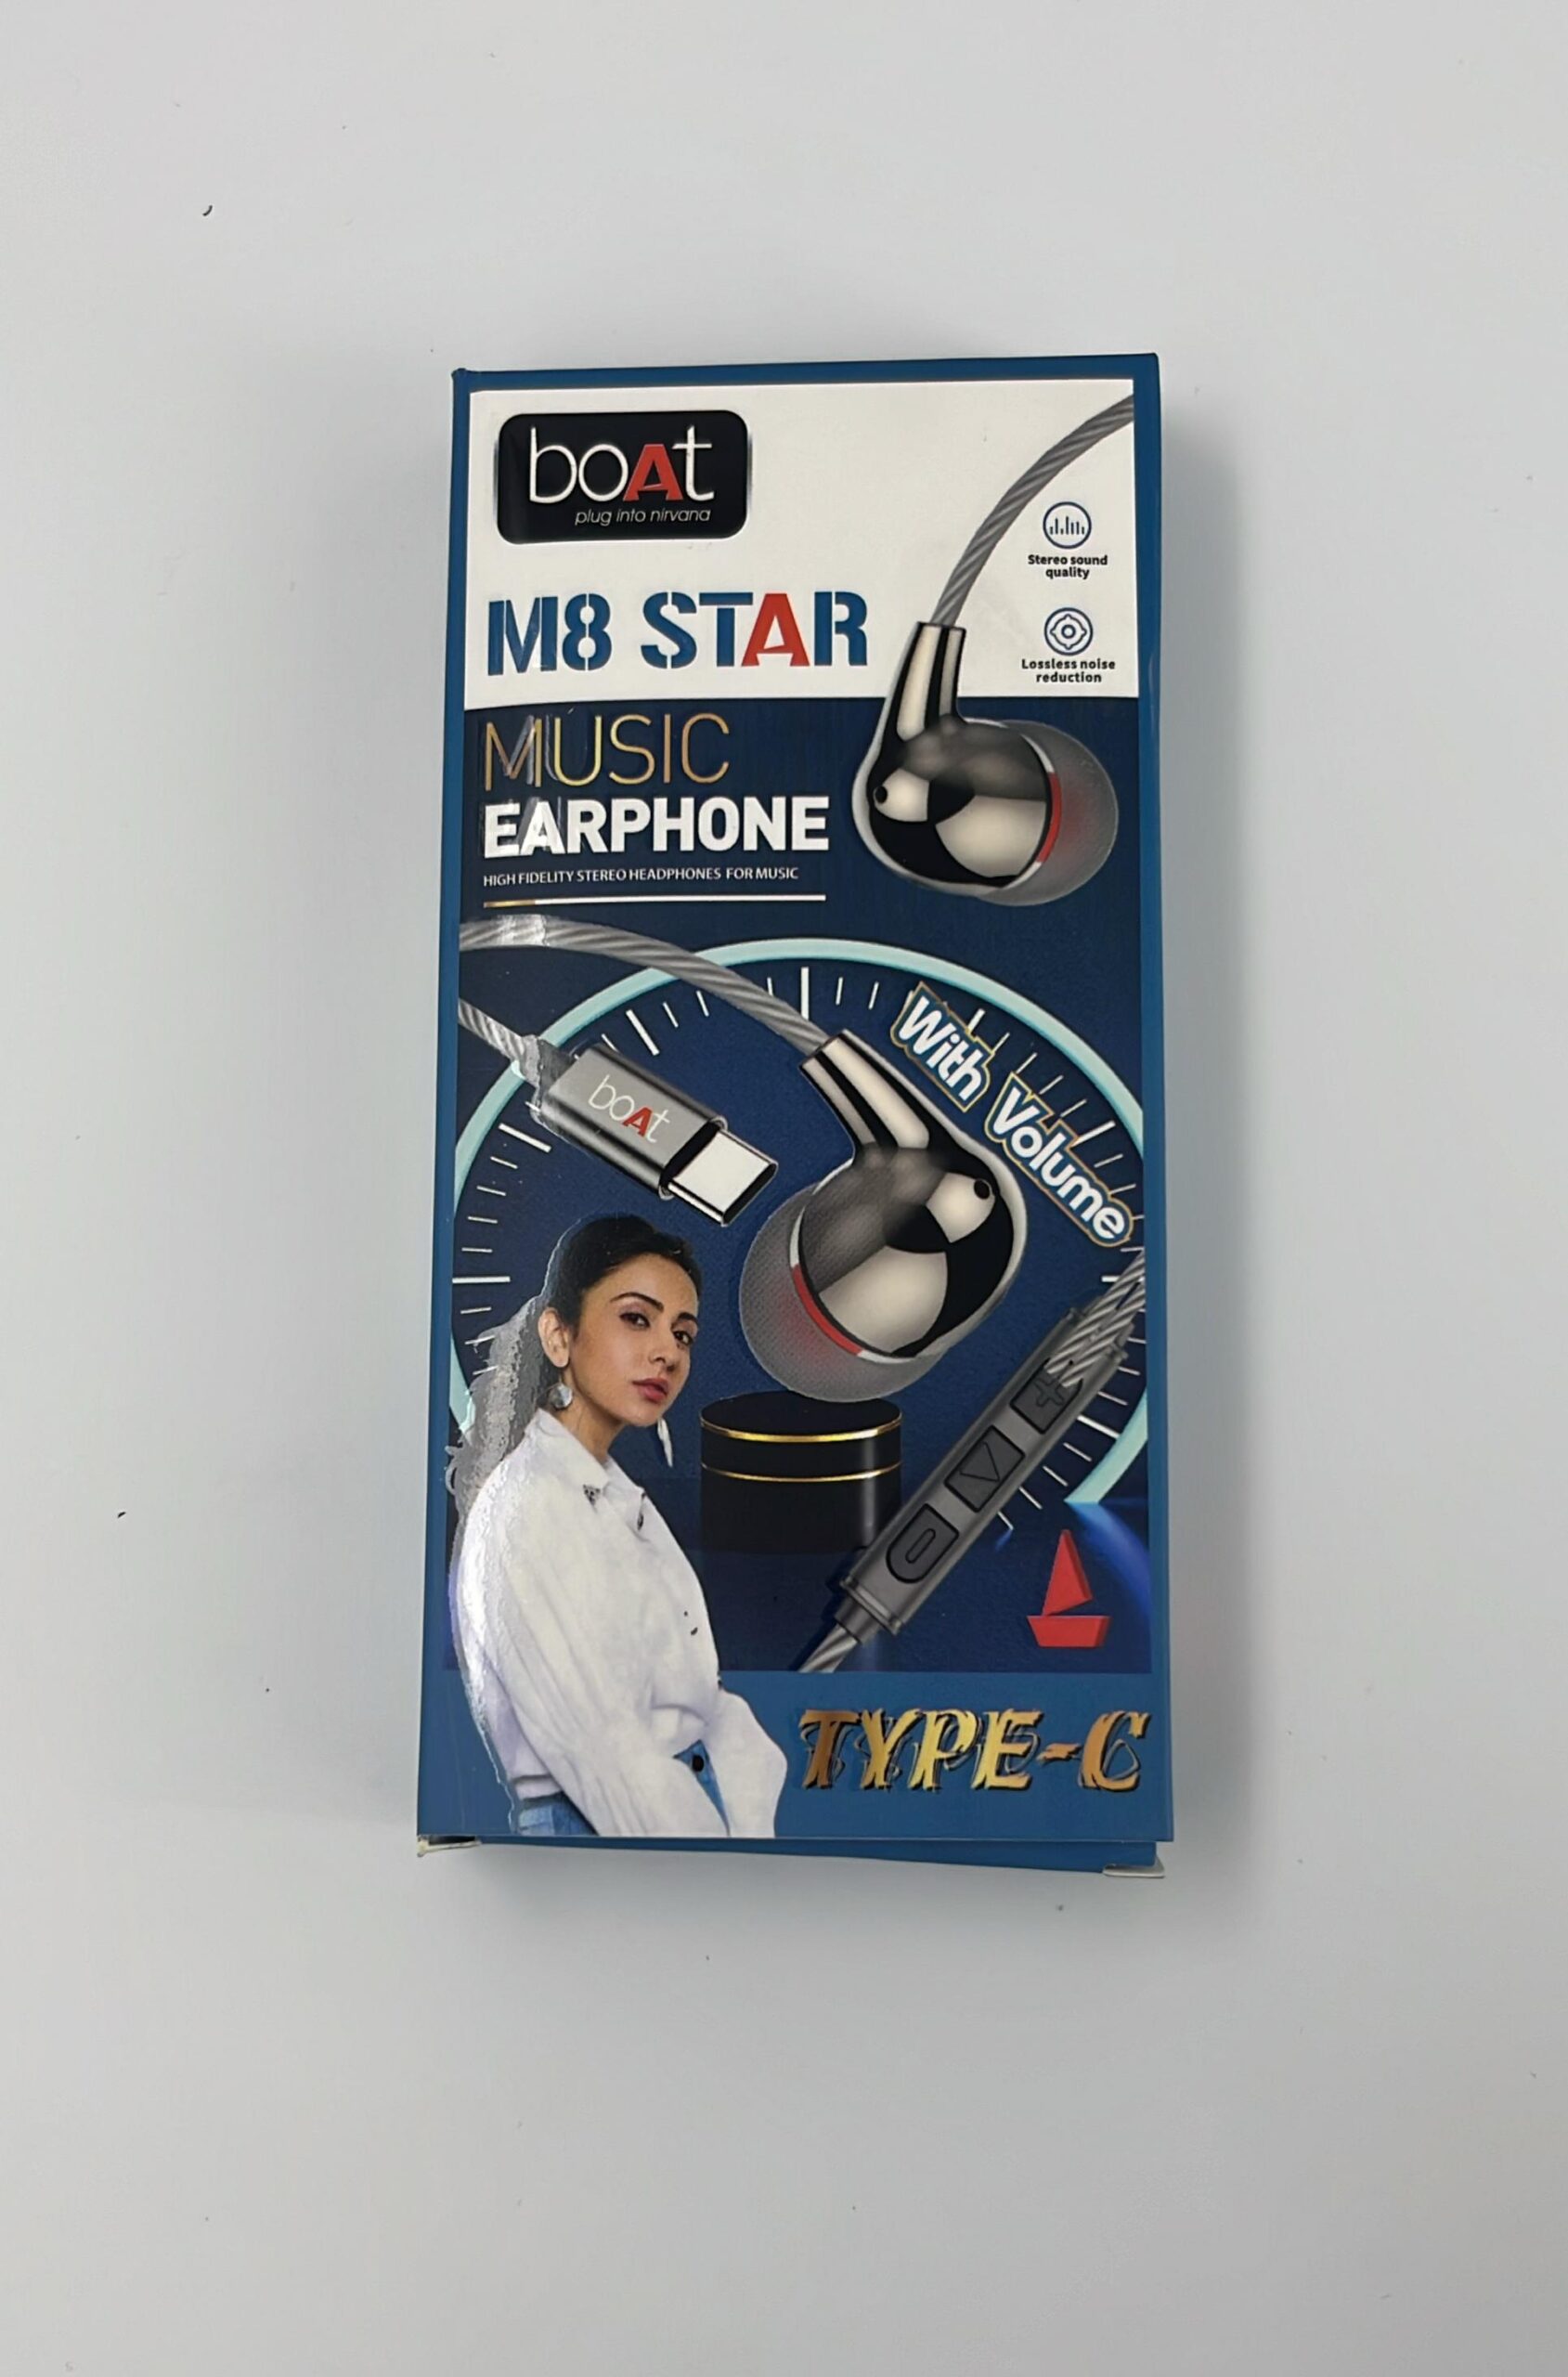 boAt
plug into nirvana
Stereo sound
quality
M8 STAR
Lossless noise
reduction
MUSIC
EARPHONE
HIGH FIDELITY STEREO HEADPHONES FOR MUSIC
With Volume
boAt
TYPE-C